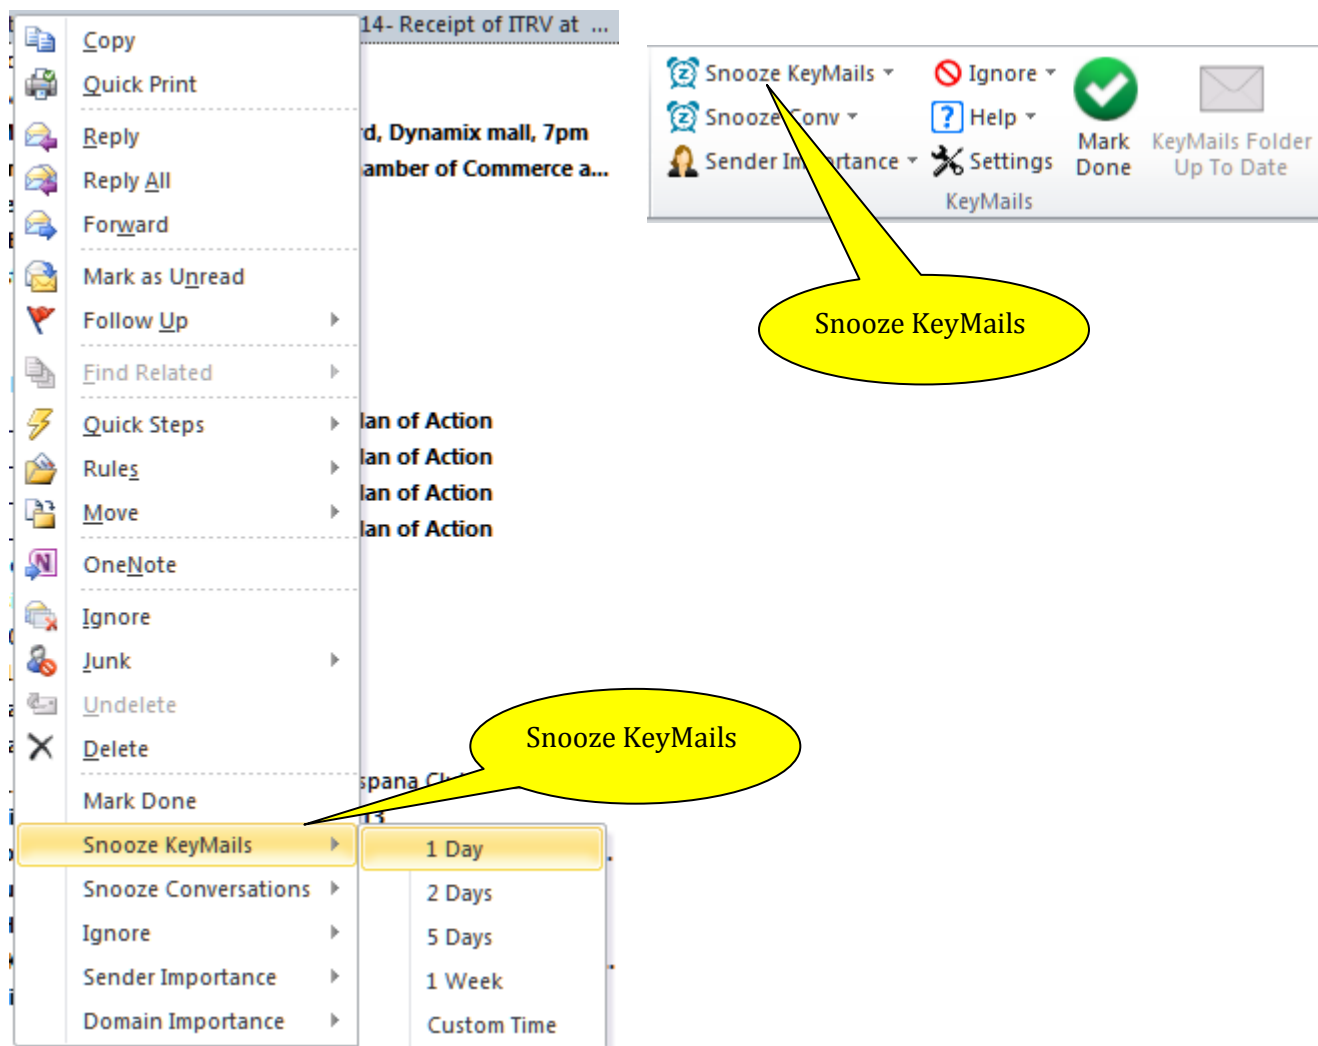 14- Receipt of ITRV at ...
Copy
Quick Print
Reply
Reply All
Forward
Mark as Unread
Follow Up
Find Related
Quick Steps
Rules
Move
OneNote
Ignore
Junk
Undelete
Delete
Mark Done
Snooze KeyMails
Snooze Conversations
Ignore
Sender Importance
Domain Importance
1 Day
2 Days
5 Days
1 Week
Custom Time
d, Dynamix mall, 7pm
amber of Commerce a...
lan of Action
lan of Action
lan of Action
lan of Action
spana
13
Snooze KeyMails
Snooze KeyMails
Snooze Conv
Sender Importance
Ignore
Help
Settings
Mark
Done
KeyMails Folder
Up To Date
KeyMails
Snooze KeyMails